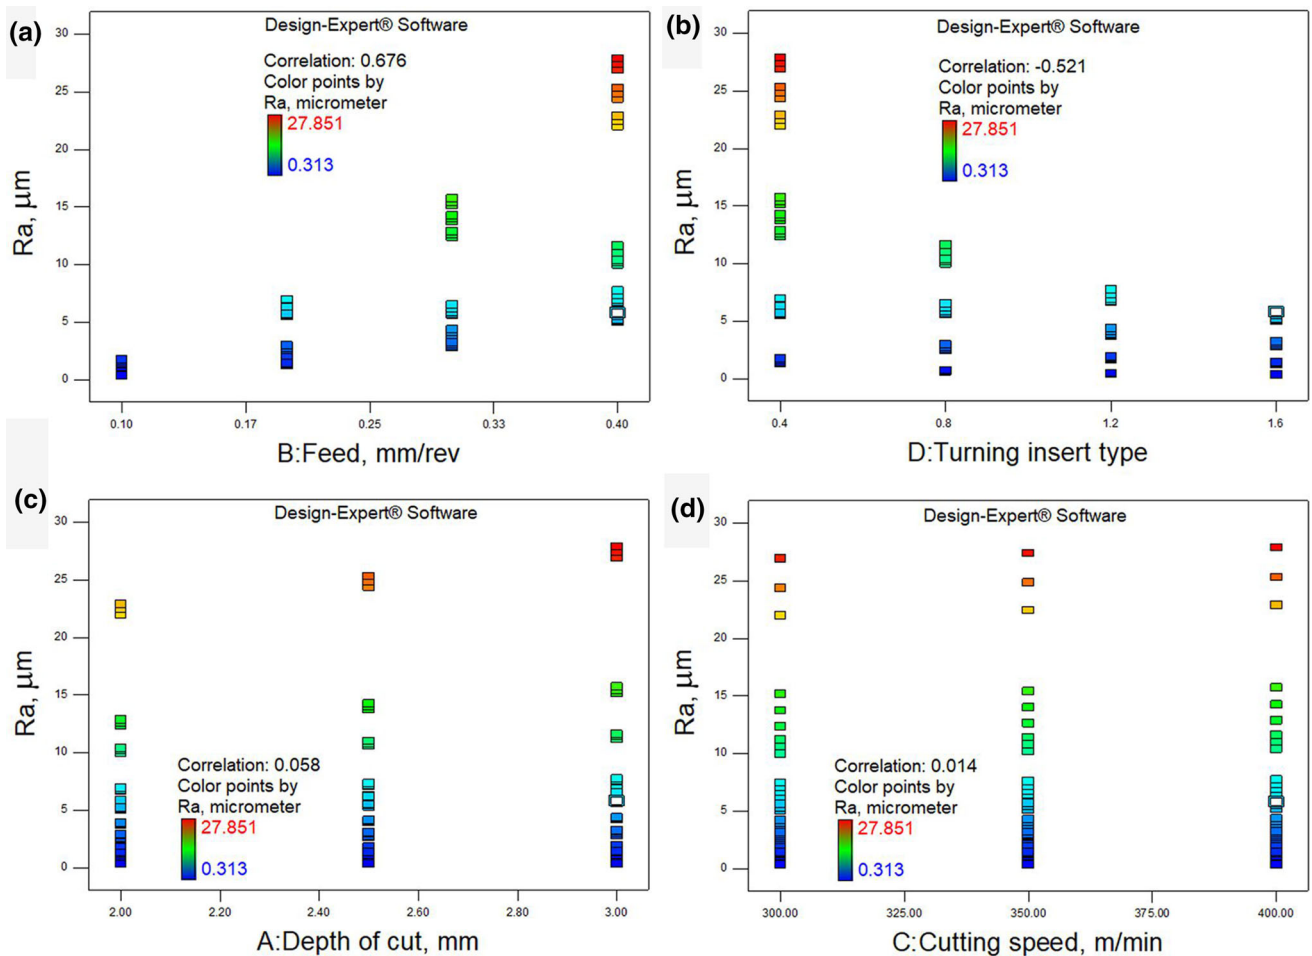 (a)
Design-Expert® Software
Correlation: 0.676
Color points by
Ra, micrometer
27.851
0.313
30
25
20
15
10
5
0
Ra, µm
0.10
0.17
0.25
0.33
0.40
B:Feed, mm/rev
(b)
Design-Expert® Software
Correlation: -0.521
Color points by
Ra, micrometer
27.851
0.313
30
25
20
15
10
5
0
Ra, µm
0.4
0.8
1.2
1.6
D:Turning insert type
(c)
Design-Expert® Software
Correlation: 0.058
Color points by
Ra, micrometer
27.851
0.313
30
25
20
15
10
5
0
Ra, µm
2.00
2.20
2.40
2.60
2.80
3.00
A:Depth of cut, mm
(d)
Design-Expert® Software
Correlation: 0.014
Color points by
Ra, micrometer
27.851
0.313
30
25
20
15
10
5
0
Ra, µm
300.00
325.00
350.00
375.00
400.00
C:Cutting speed, m/min